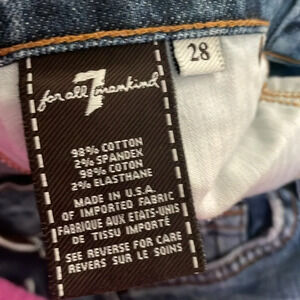 28
7
for all mankind
98% COTTON
2% SPANDEX
98% COTON
2% ELASTHANE
MADE IN U.S.A.
OF IMPORTED FABRIC
FABRIQUE AUX ETATS-UNIS
DE TISSU IMPORTÉ
SEE REVERSE FOR CARE
REVERS SUR LE SOINS